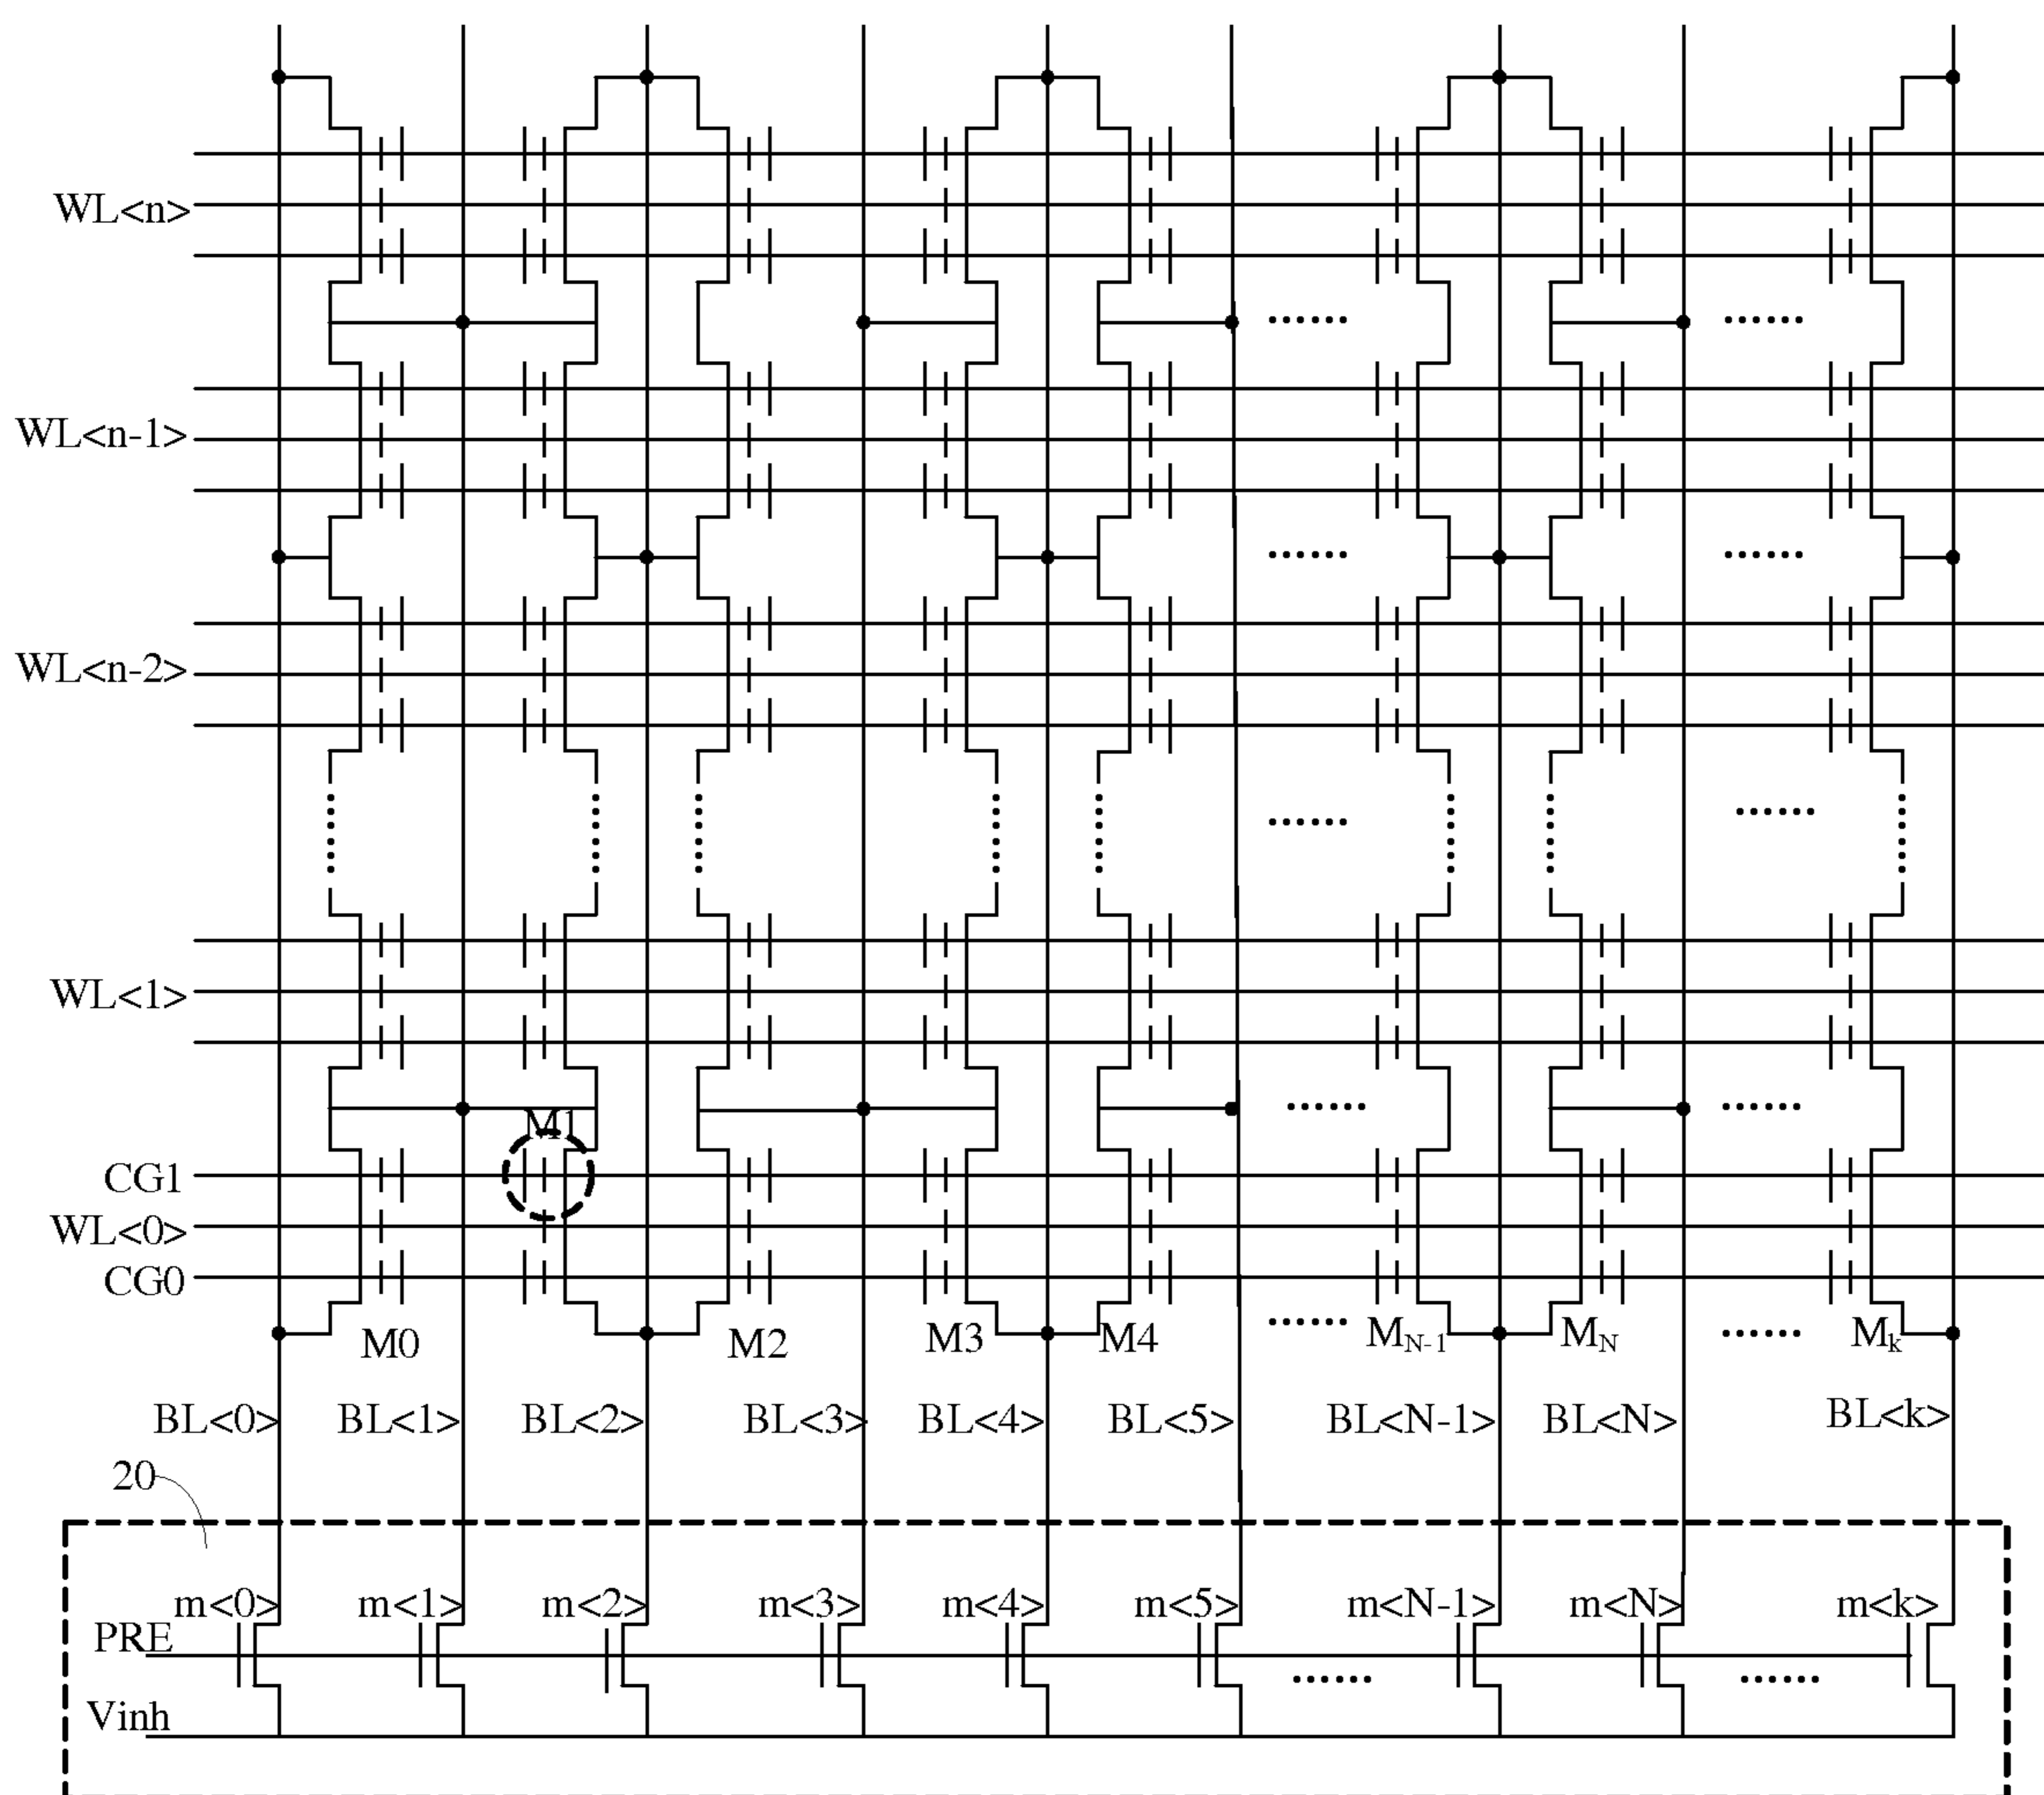 WL<n>
WL<n-1>
WL<n-2>
WL<1>
M1
CG1
WL<0>
CG0
M0 M2 M3 M4 MN-1 MN Mk
BL<0> BL<1> BL<2> BL<3> BL<4> BL<5> BL<N-1> BL<N> BL<k>
20
m<0> m<1> m<2> m<3> m<4> m<5> m<N-1> m<N> m<k>
PRE
Vinh